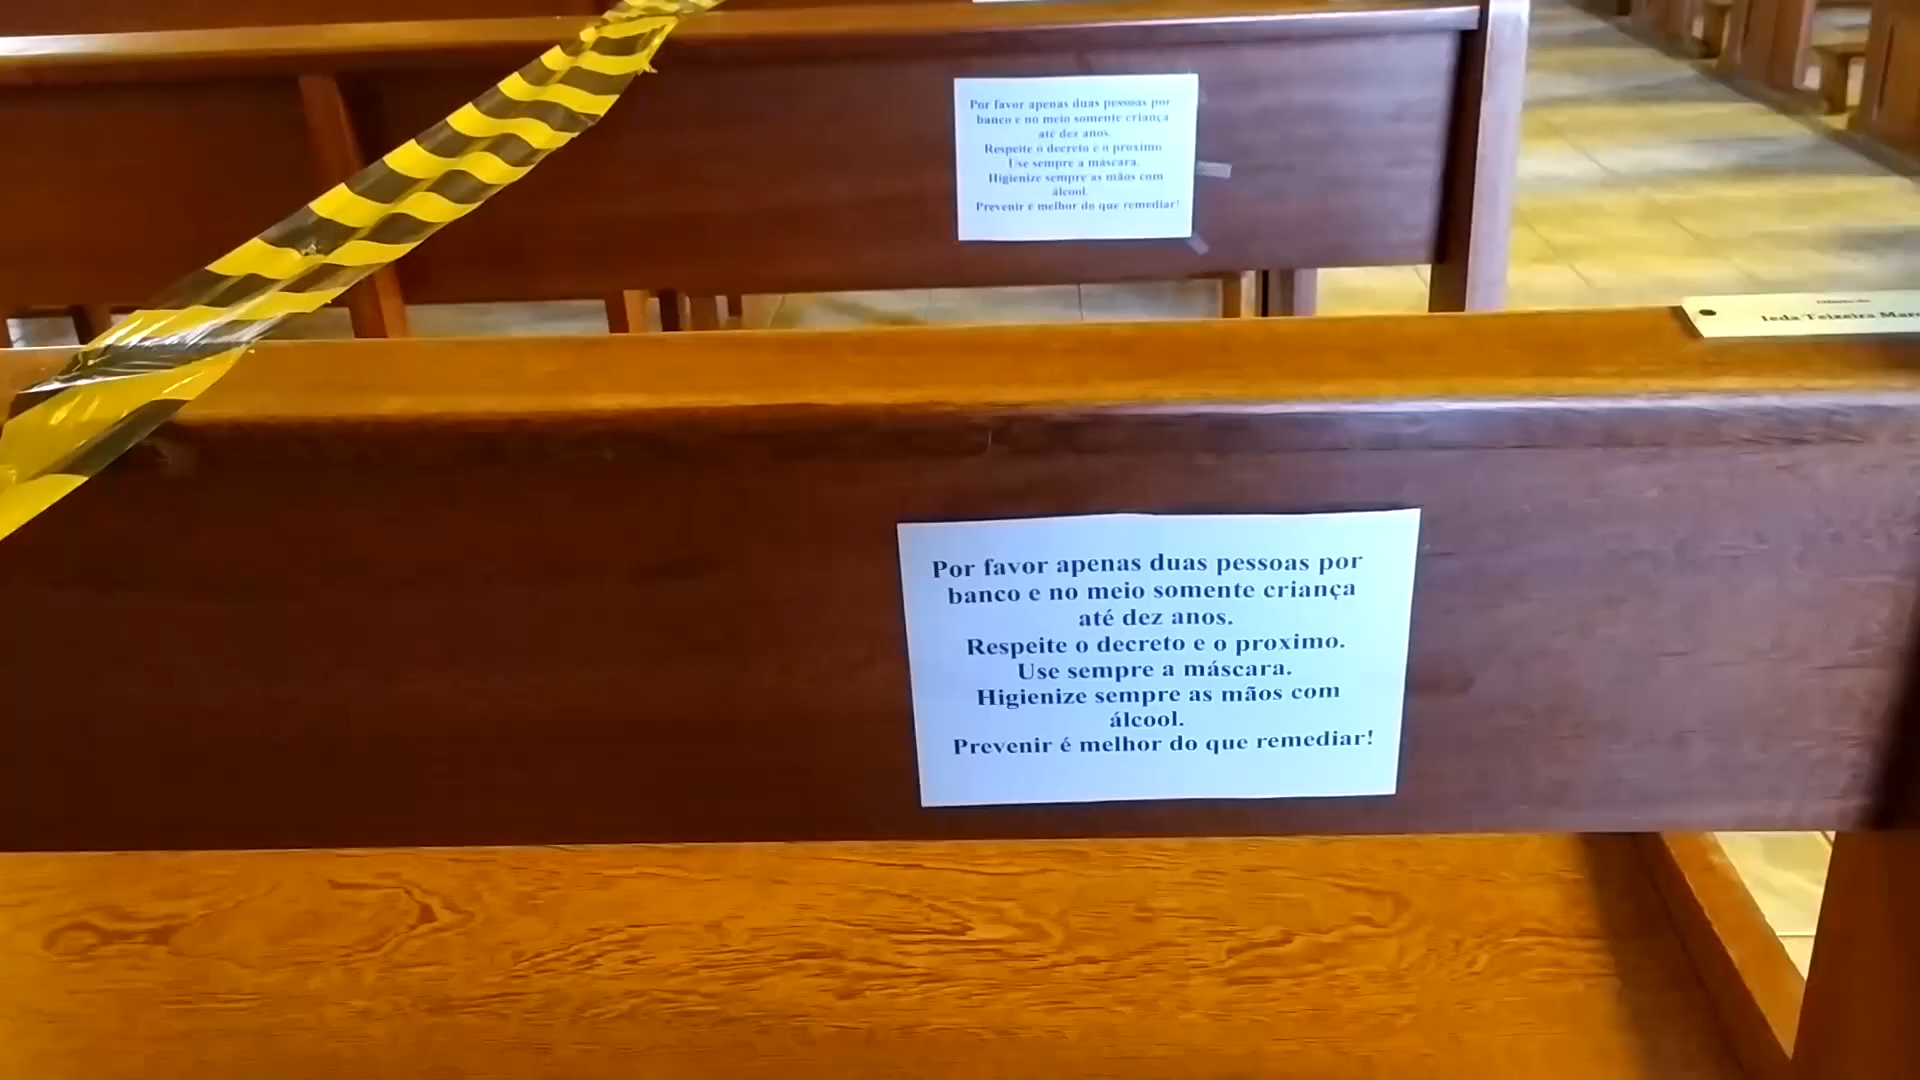 Por favor apenas duas pessoas por
banco e no meio somente criança
até dez anos.
Respeite o decreto e o proximo.
Use sempre a máscara.
Higienize sempre as mãos com
álcool.
Prevenir é melhor do que remediar!
Ieda Teixeira
Por favor apenas duas pessoas por
banco e no meio somente criança
até dez anos.
Respeite o decreto e o proximo.
Use sempre a máscara.
Higienize sempre as mãos com
álcool.
Prevenir é melhor do que remediar!